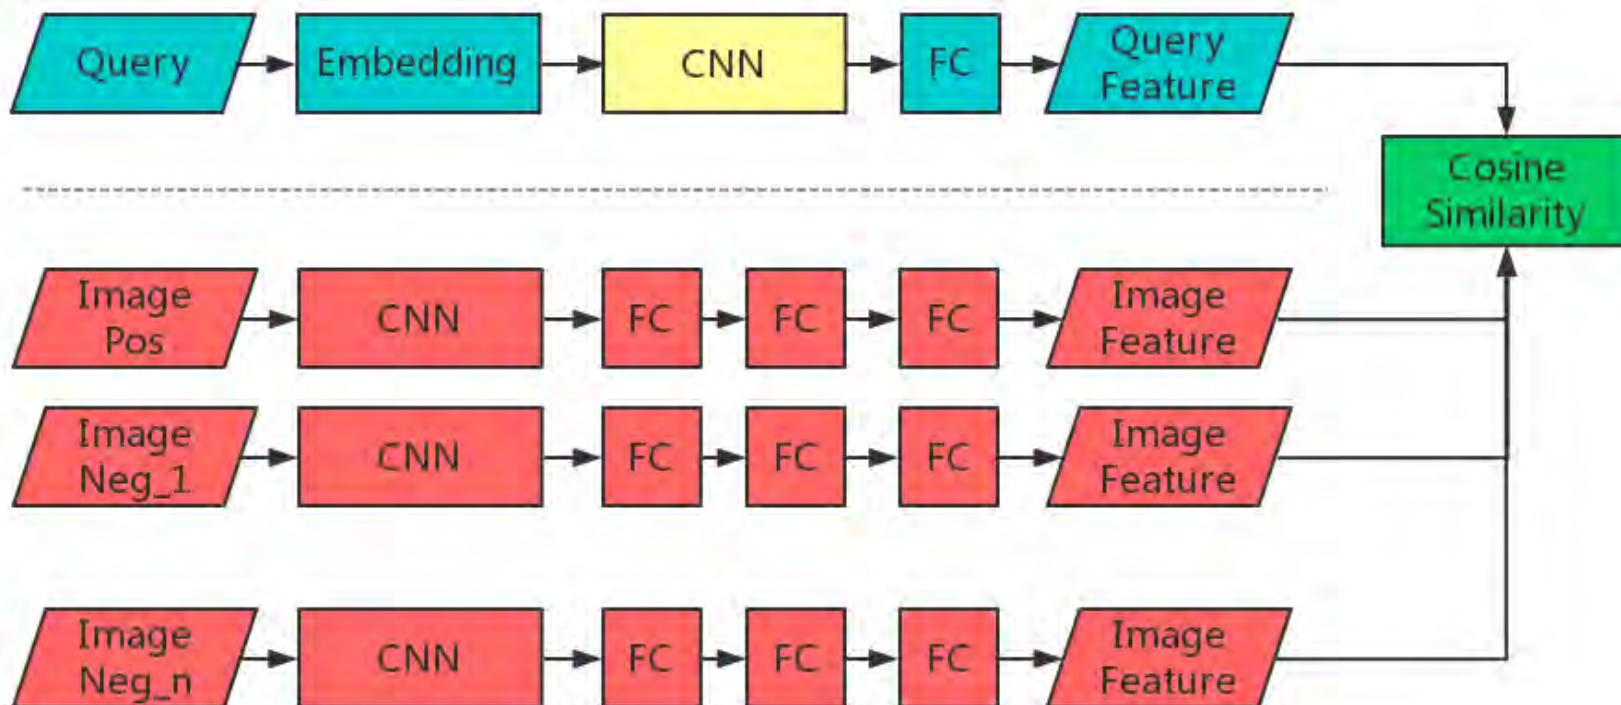 Query
Embedding
CNN
FC
Query
Feature
Cosine
Similarity
Image
Pos
CNN
FC
FC
FC
Image
Feature
Image
Neg_1
CNN
FC
FC
FC
Image
Feature
Image
Neg_n
CNN
FC
FC
FC
Image
Feature